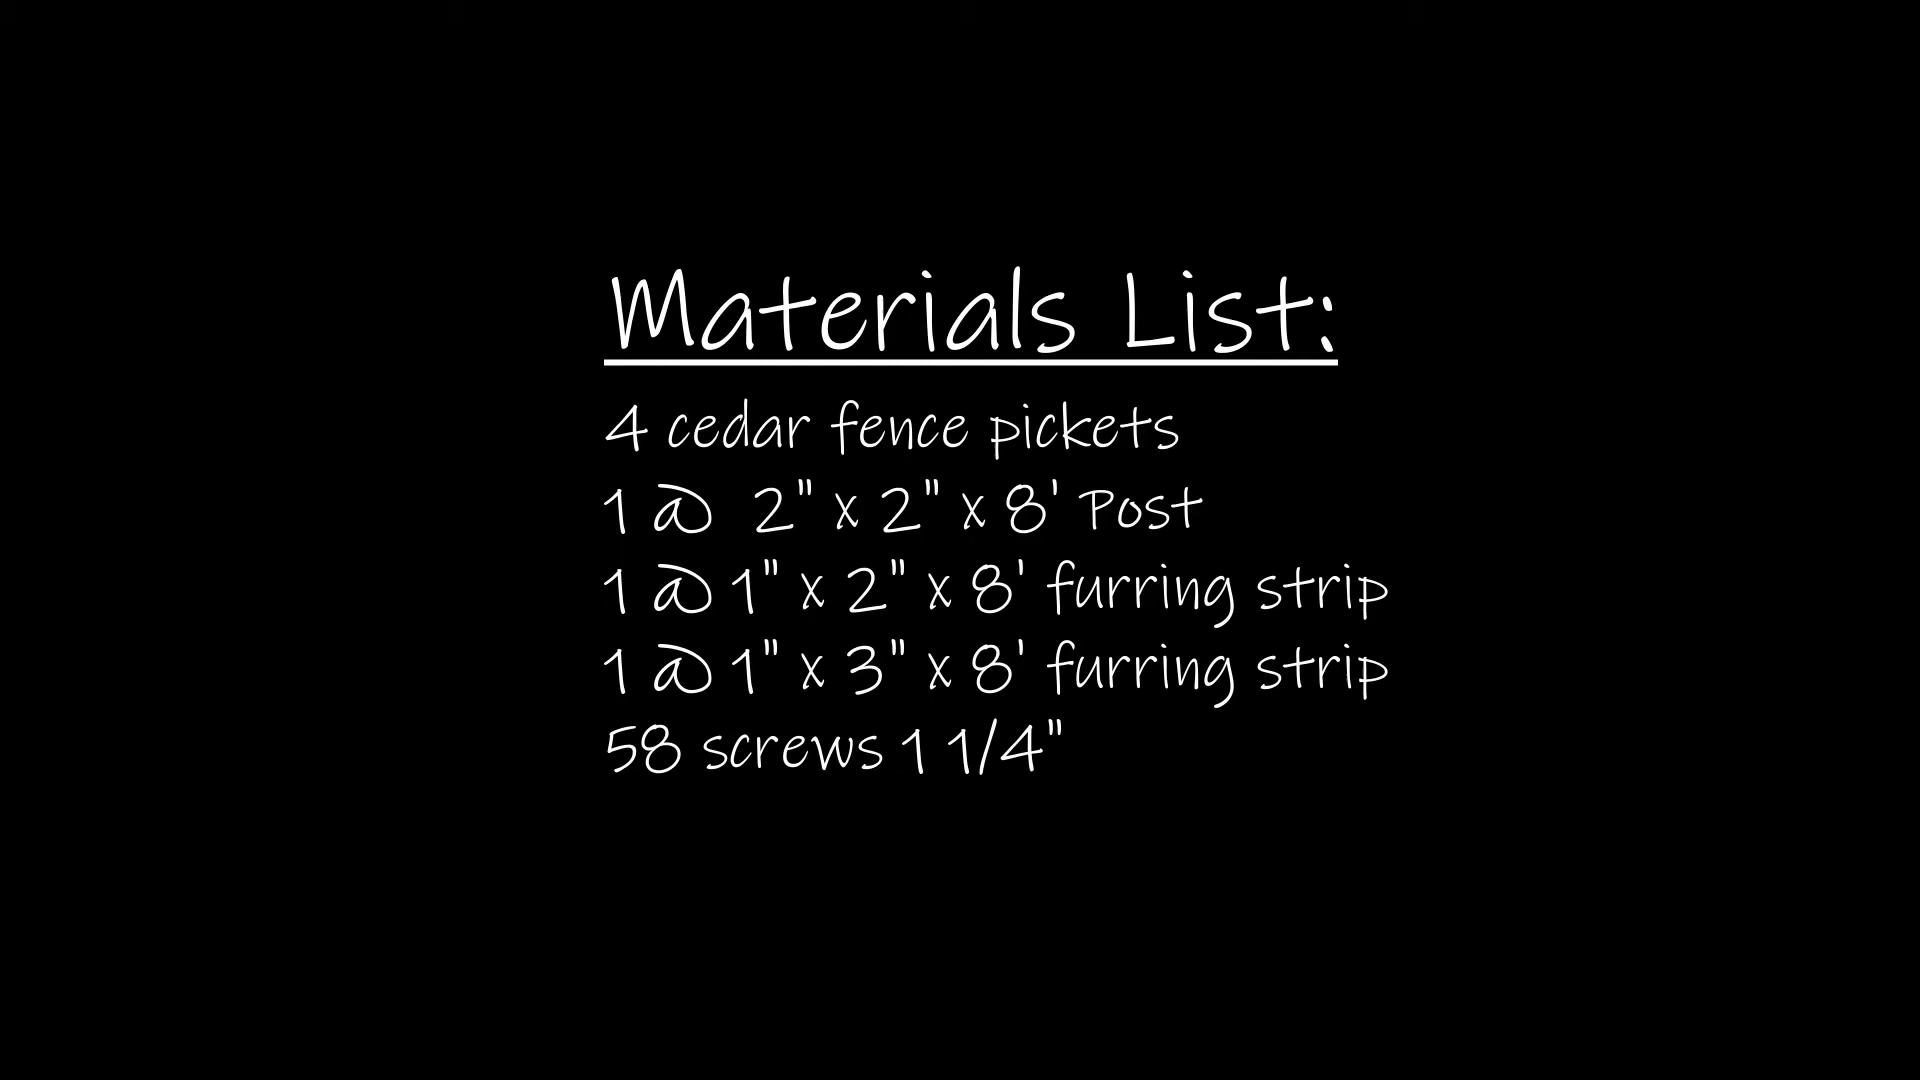 Materials List:
4 cedar fence pickets
1 @ 2" x 2" x 8' Post
1 @ 1" x 2" x 8' furring strip
1 @ 1" x 3" x 8' furring strip
58 screws 1 1/4"